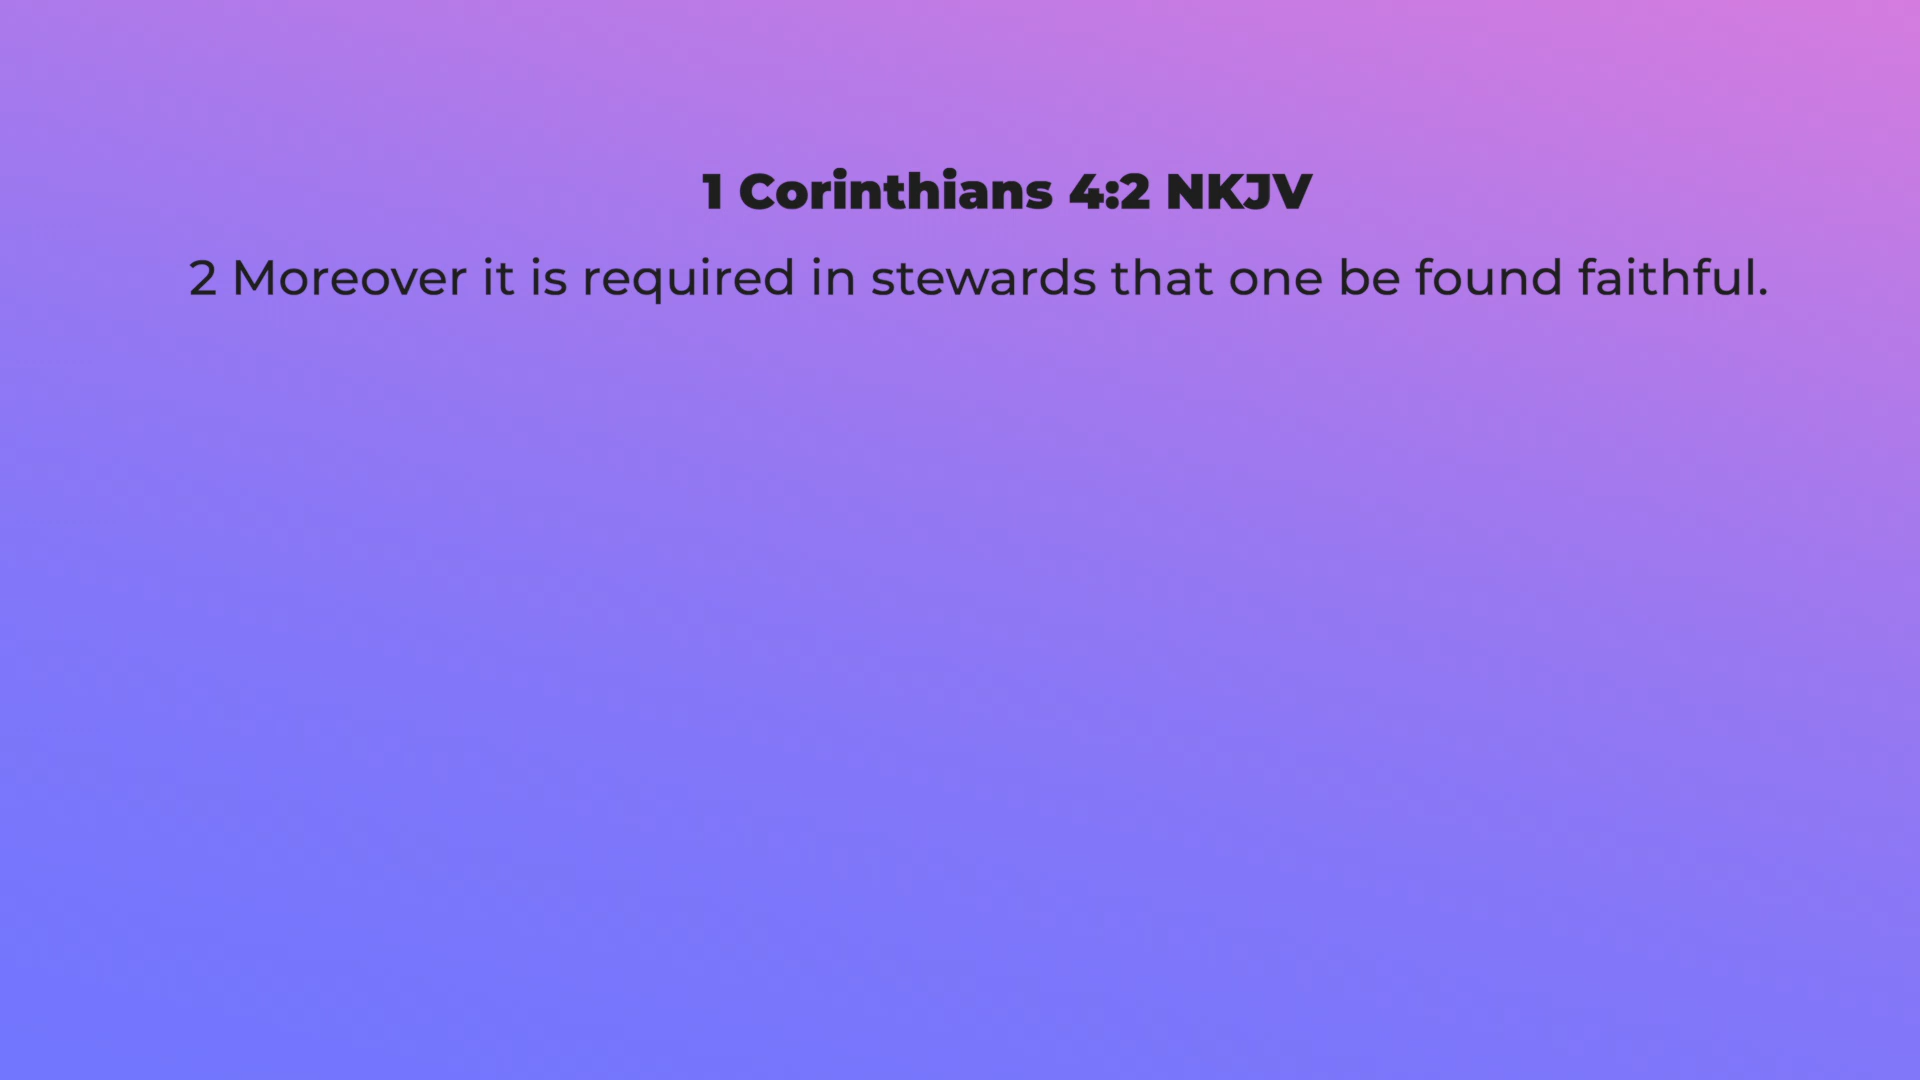 1 Corinthians 4:2 NKJV
2 Moreover it is required in stewards that one be found faithful.